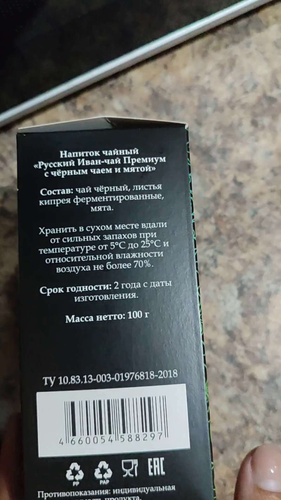 Напиток чайный
«Русский Иван-чай Премиум
с чёрным чаем и мятой»
Состав: чай чёрный, листья
кипрея ферментированные,
мята.
Хранить в сухом месте вдали
от сильных запахов при
температуре от 5°С до 25°С и
относительной влажности
воздуха не более 70%.
Срок годности: 2 года с даты
изготовления.
Масса нетто: 100 г
ТУ 10.83.13-003-01976818-2018
4 660054 588297
PP PAP EAC
Противопоказания: индивидуальная
продукта.